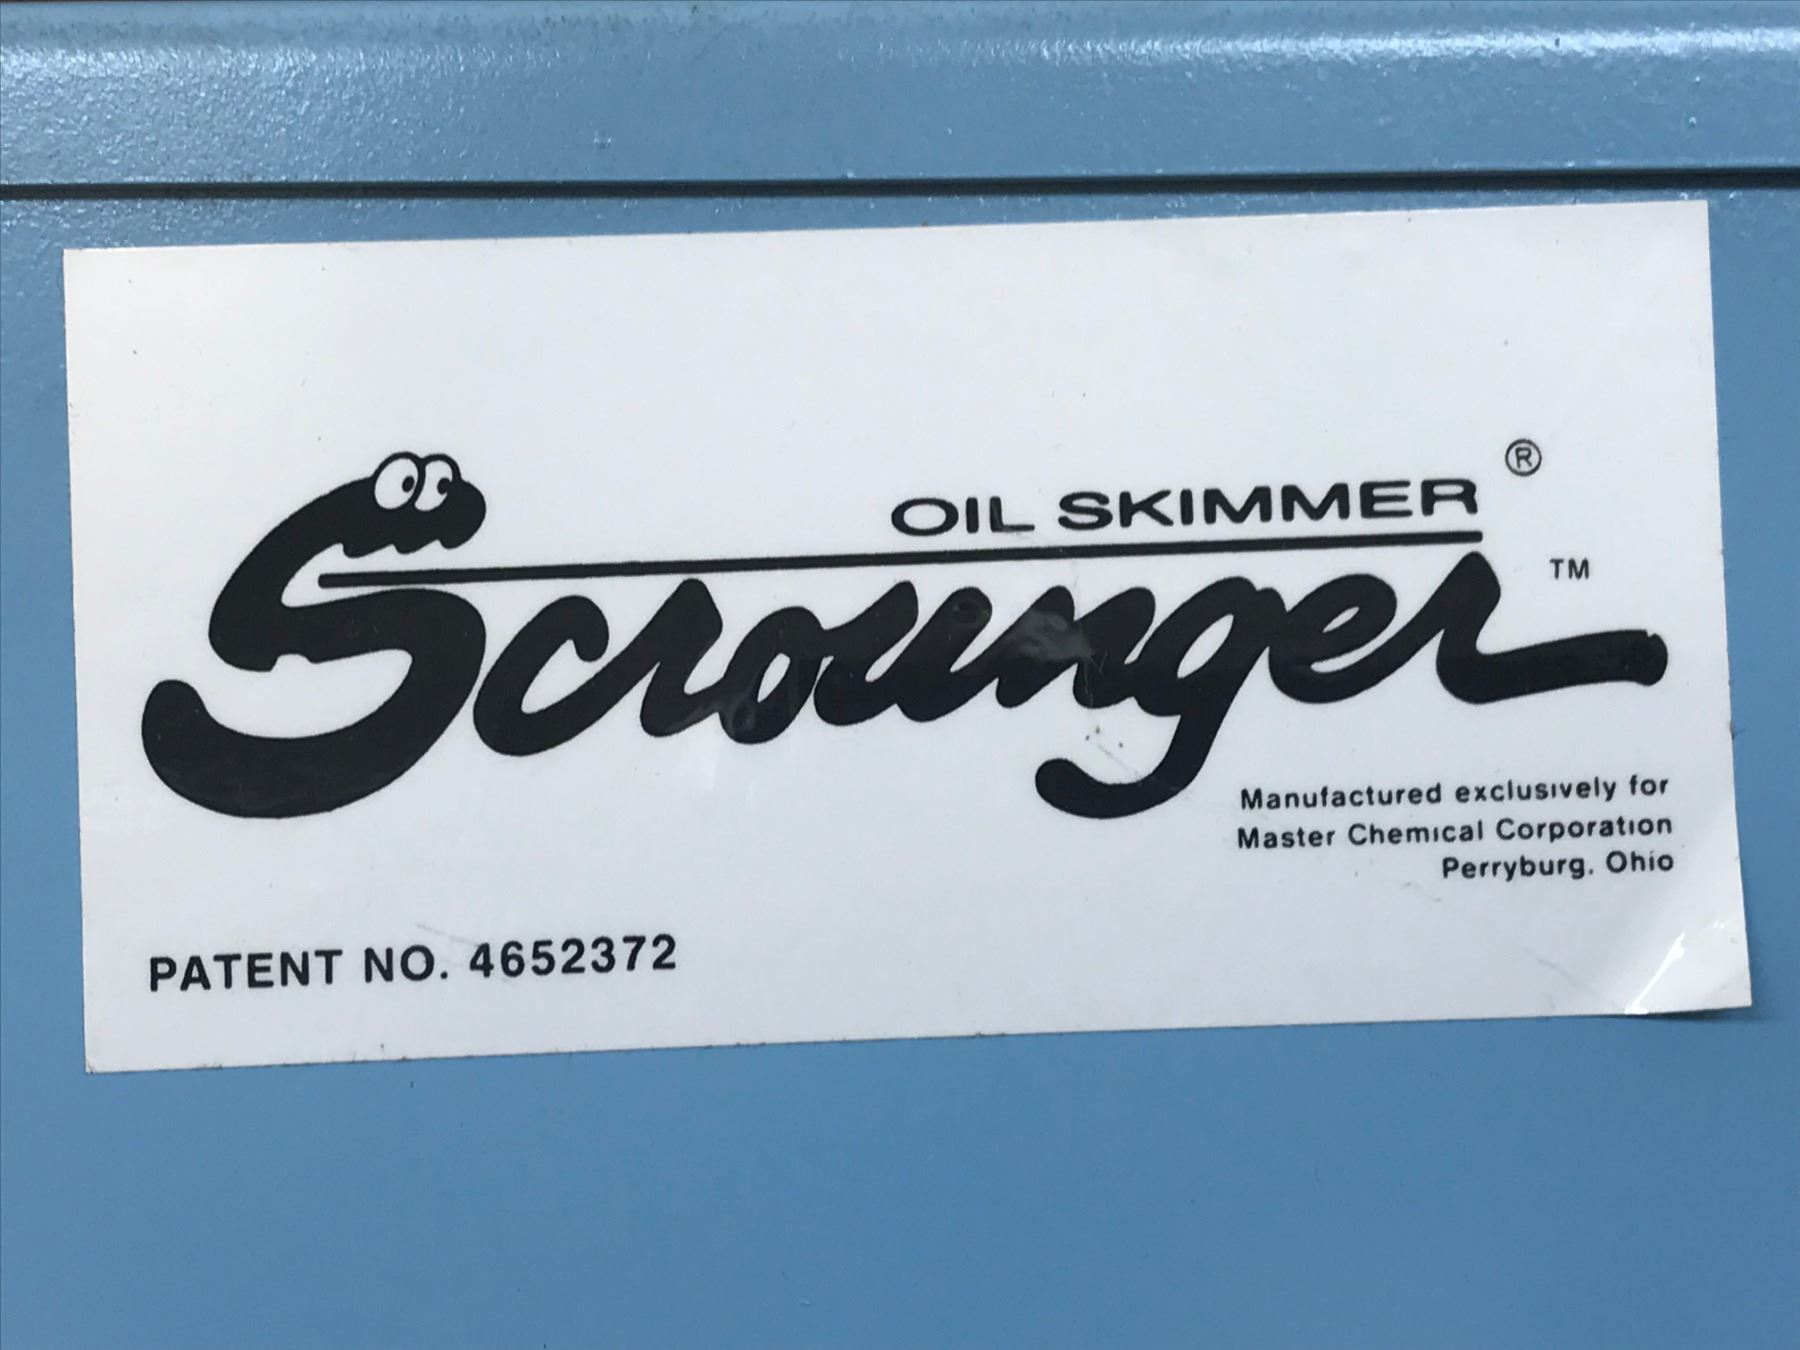 OIL SKIMMER ®
Scrounger ™
Manufactured exclusively for
Master Chemical Corporation
Perryburg, Ohio
PATENT NO. 4652372